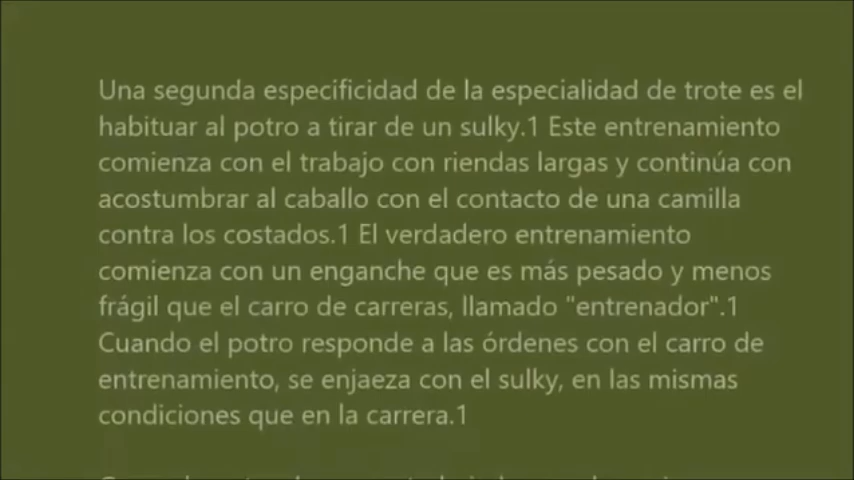 Una segunda especificidad de la especialidad de trote es el
habituar al potro a tirar de un sulky.1 Este entrenamiento
comienza con el trabajo con riendas largas y continúa con
acostumbrar al caballo con el contacto de una camilla
contra los costados.1 El verdadero entrenamiento
comienza con un enganche que es más pesado y menos
frágil que el carro de carreras, llamado "entrenador".1
Cuando el potro responde a las órdenes con el carro de
entrenamiento, se enjaeza con el sulky, en las mismas
condiciones que en la carrera.1